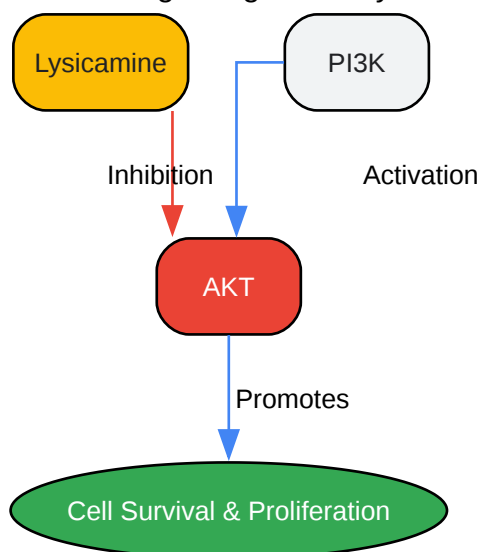 Lysicamine
PI3K
Inhibition
Activation
AKT
Promotes
Cell Survival & Proliferation